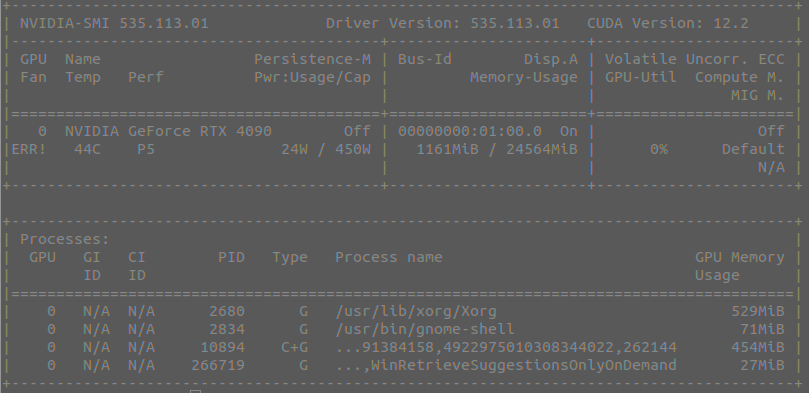 NVIDIA-SMI 535.113.01 Driver Version: 535.113.01 CUDA Version: 12.2
GPU Name Persistence-M | Bus-Id Disp.A | Volatile Uncorr. ECC
Fan Temp Perf Pwr:Usage/Cap | Memory-Usage | GPU-Util Compute M.
| | MIG M.
0 NVIDIA GeForce RTX 4090 Off | 00000000:01:00.0 On | Off
ERR! 44C P5 24W / 450W | 1161MiB / 24564MiB | 0% Default
| | N/A
Processes:
GPU GI CI PID Type Process name GPU Memory
ID ID Usage
0 N/A N/A 2680 G /usr/lib/xorg/Xorg 529MiB
0 N/A N/A 2834 G /usr/bin/gnome-shell 71MiB
0 N/A N/A 10894 C+G ...91384158,4922975010308344022,262144 454MiB
0 N/A N/A 266719 G ...,WinRetrieveSuggestionsOnlyOnDemand 27MiB